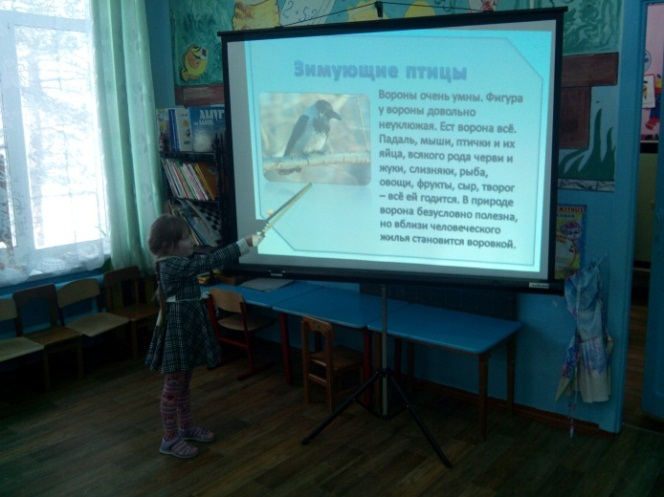 Зимующие птицы
Вороны очень умны. Фигура
у вороны довольно
неуклюжая. Ест ворона всё.
Падаль, мыши, птички и их
яйца, всякого рода черви и
жуки, слизняки, рыба,
овощи, фрукты, сыр, творог
– всё ей годится. В природе
ворона безусловно полезна,
но вблизи человеческого
жилья становится воровкой.